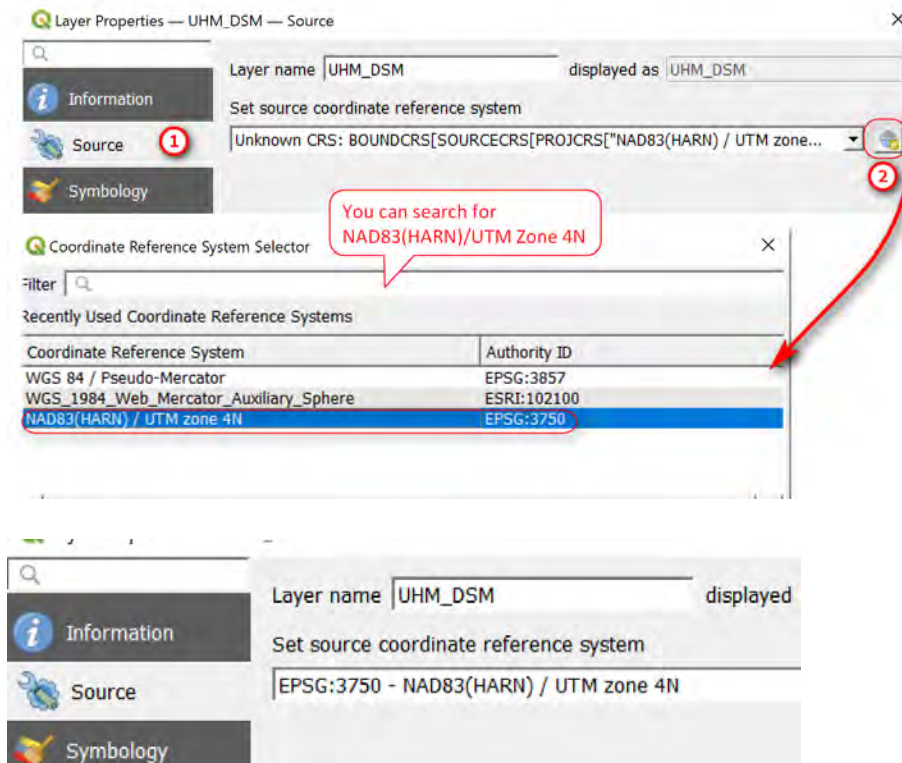 Layer Properties — UHM_DSM — Source
Layer name UHM_DSM displayed as UHM_DSM
Information
Set source coordinate reference system
Source 1
Unknown CRS: BOUNDCRS[SOURCECRS[PROJCRS["NAD83(HARN) / UTM zone...
2
Symbology
You can search for
NAD83(HARN)/UTM Zone 4N
Coordinate Reference System Selector
Filter
Recently Used Coordinate Reference Systems
Coordinate Reference System Authority ID
WGS 84 / Pseudo-Mercator EPSG:3857
WGS_1984_Web_Mercator_Auxiliary_Sphere ESRI:102100
NAD83(HARN) / UTM zone 4N EPSG:3750
Layer name UHM_DSM displayed
Information
Set source coordinate reference system
Source
EPSG:3750 - NAD83(HARN) / UTM zone 4N
Symbology